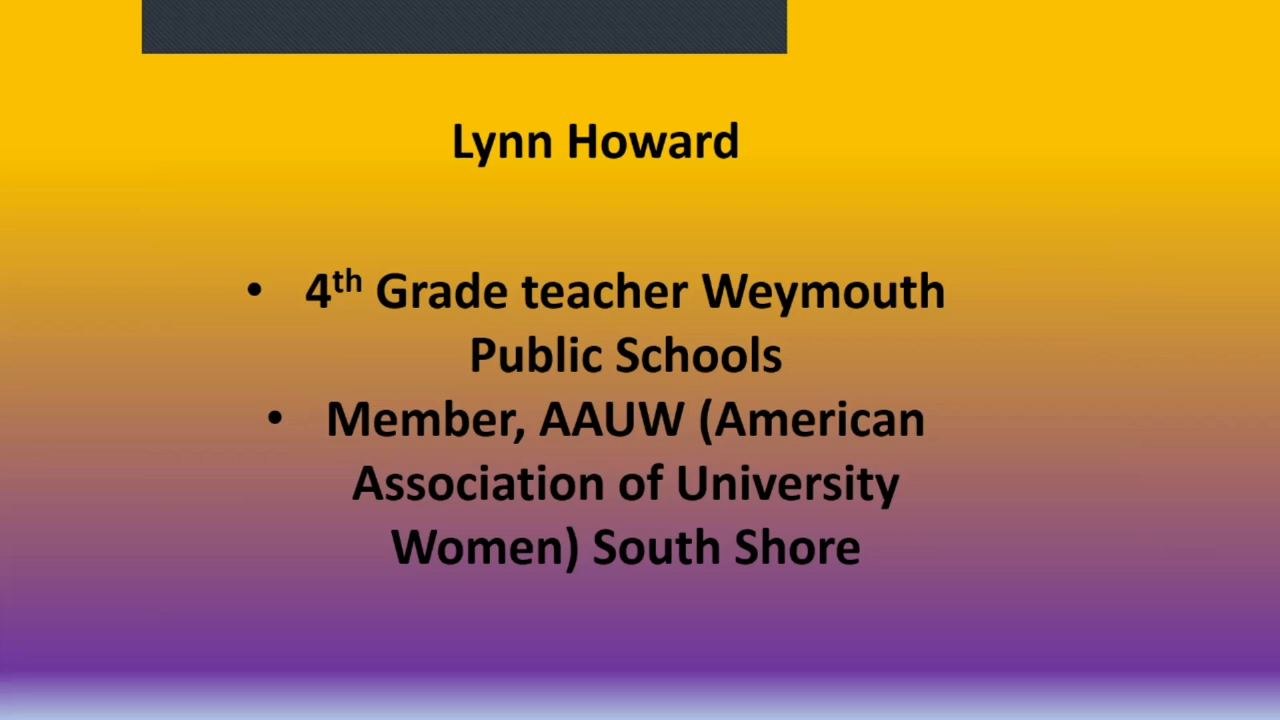 Lynn Howard
• 4th Grade teacher Weymouth
Public Schools
• Member, AAUW (American
Association of University
Women) South Shore